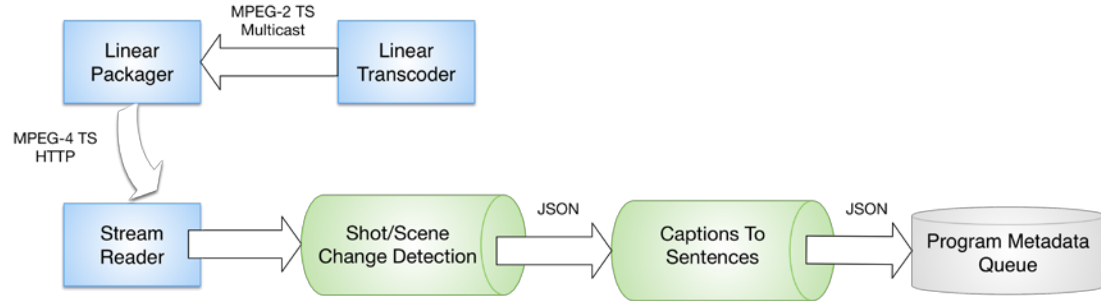 MPEG-2 TS
Multicast
Linear
Packager
Linear
Transcoder
MPEG-4 TS
HTTP
Stream
Reader
Shot/Scene
Change Detection
JSON
Captions To
Sentences
JSON
Program Metadata
Queue